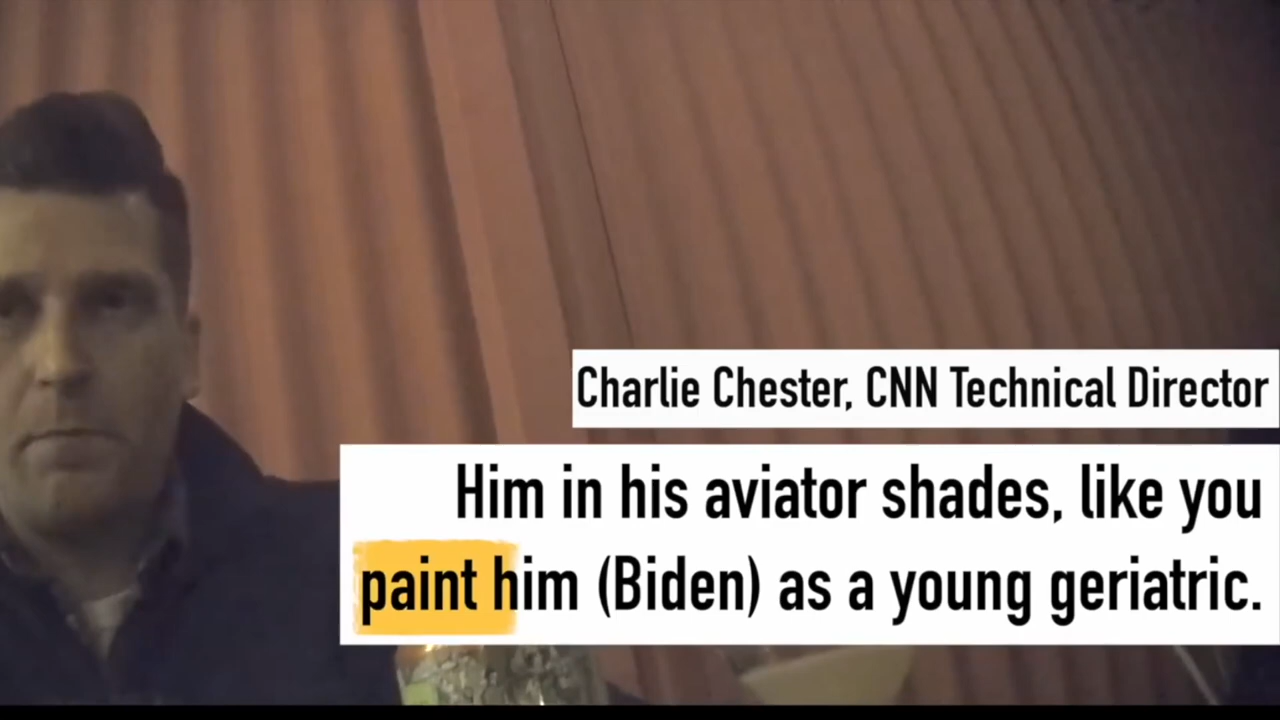 Charlie Chester, CNN Technical Director
Him in his aviator shades, like you
paint him (Biden) as a young geriatric.